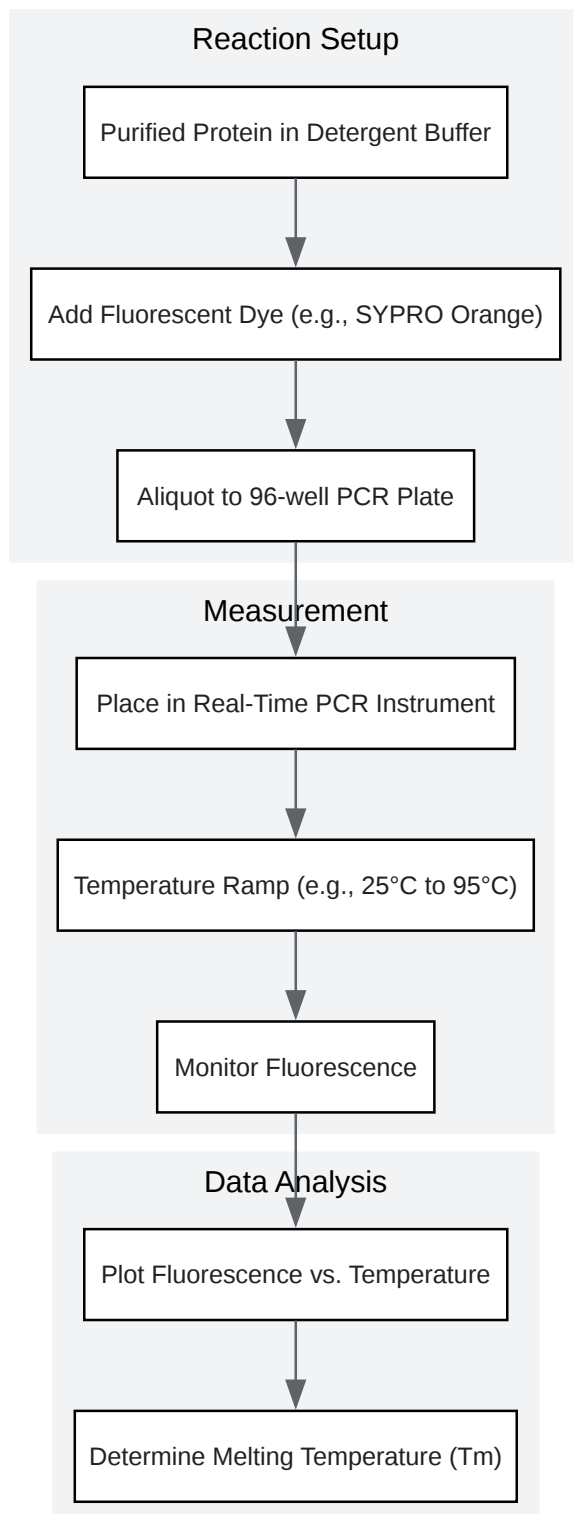 Reaction Setup
Purified Protein in Detergent Buffer
Add Fluorescent Dye (e.g., SYPRO Orange)
Aliquot to 96-well PCR Plate
Measurement
Place in Real-Time PCR Instrument
Temperature Ramp (e.g., 25°C to 95°C)
Monitor Fluorescence
Data Analysis
Plot Fluorescence vs. Temperature
Determine Melting Temperature (Tm)